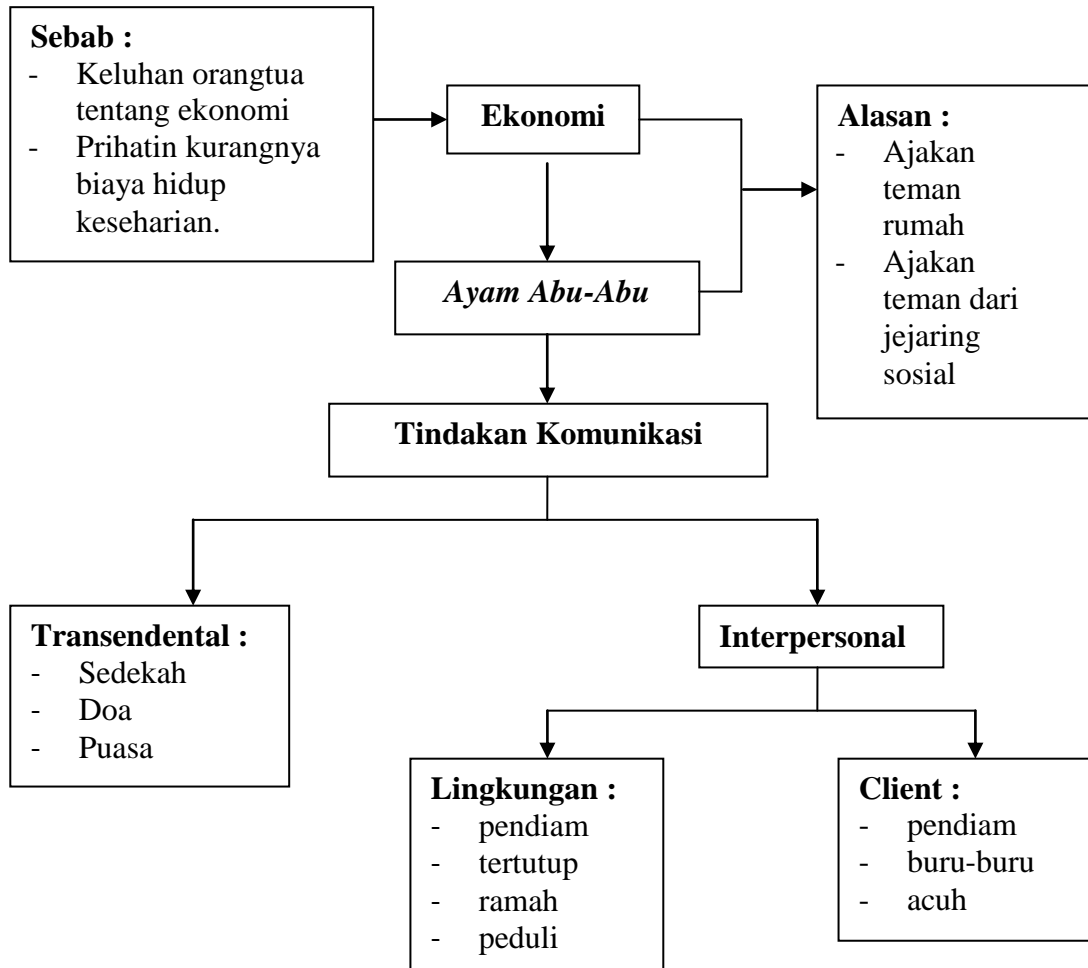 Sebab :
- Keluhan orangtua
tentang ekonomi
- Prihatin kurangnya
biaya hidup
keseharian.
Ekonomi
Alasan :
- Ajakan
teman
rumah
- Ajakan
teman dari
jejaring
sosial
Ayam Abu-Abu
Tindakan Komunikasi
Transendental :
- Sedekah
- Doa
- Puasa
Interpersonal
Lingkungan :
- pendiam
- tertutup
- ramah
- peduli
Client :
- pendiam
- buru-buru
- acuh